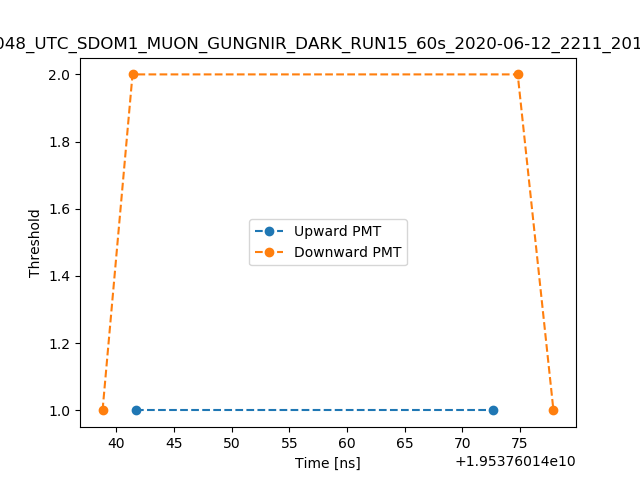 048_UTC_SDOM1_MUON_GUNGNIR_DARK_RUN15_60s_2020-06-12_2211_201
2.0
1.8
1.6
1.4
1.2
1.0
Threshold
Upward PMT
Downward PMT
40 45 50 55 60 65 70 75
Time [ns]
+1.95376014e10